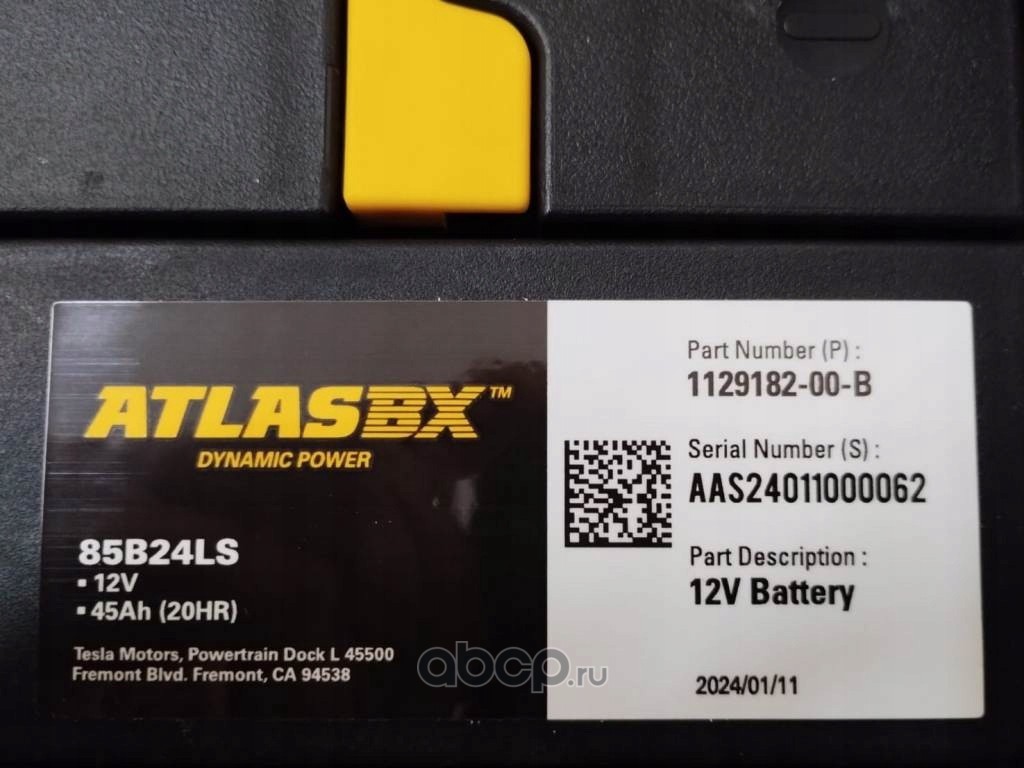 ATLASBX™
DYNAMIC POWER
85B24LS
▪ 12V
▪ 45Ah (20HR)
Tesla Motors, Powertrain Dock L 45500
Fremont Blvd. Fremont, CA 94538
Part Number (P) :
1129182-00-B
Serial Number (S) :
AAS24011000062
Part Description :
12V Battery
2024/01/11
abcp.ru